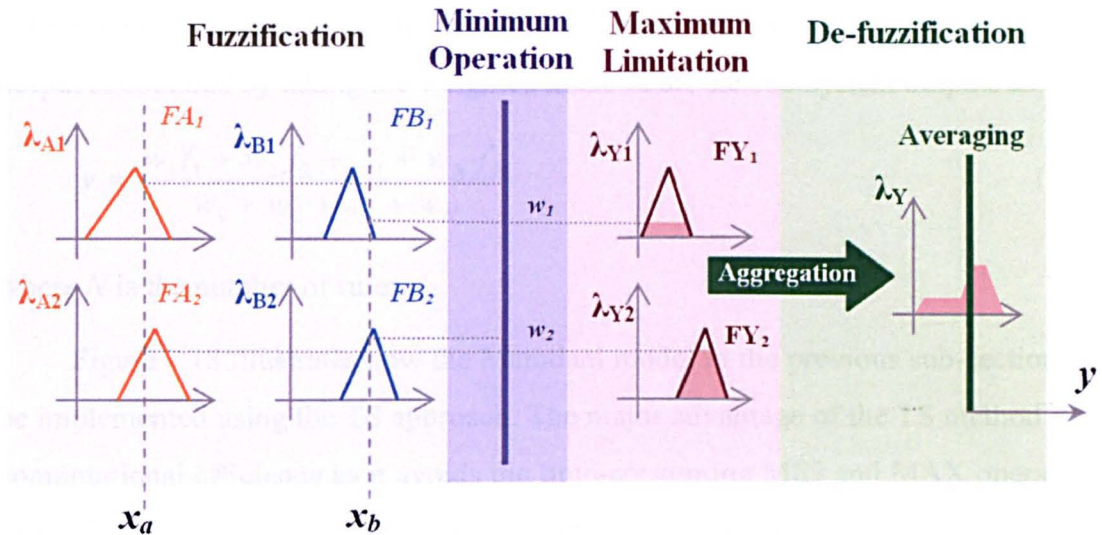 Fuzzification
Minimum Operation
Maximum Limitation
De-fuzzification
λA1
FA1
λB1
FB1
w1
λY1
FY1
Averaging
λY
Aggregation
λA2
FA2
λB2
FB2
w2
λY2
FY2
y
xa
xb